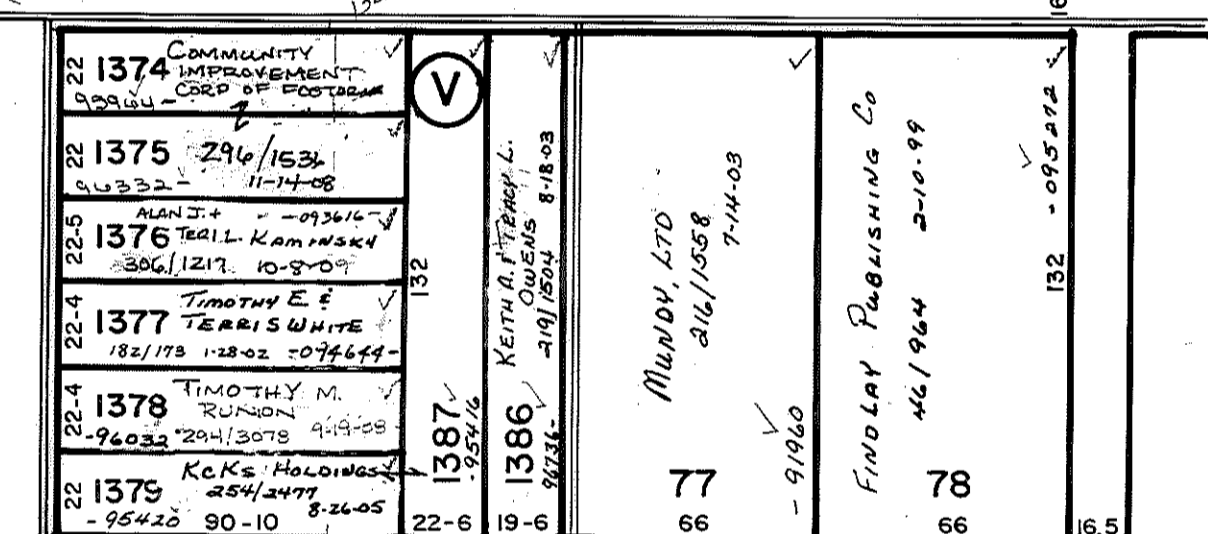 22 1374 COMMUNITY
IMPROVEMENT
CORP OF FOSTORIA
22 1375 296/1536
96332- 11-14-08
22-5 1376 ALAN J. + -093616-
TERI L. KAMINSKY
306/1217 10-8-09
22-4 1377 TIMOTHY E &
TERRI S WHITE
182/173 1-28-02 -094644-
22-4 1378 TIMOTHY M.
RUNION
-96032 294/3078 9-19-08
22 1379 KCKS HOLDINGS
254/2477
8-26-05
-95420 90-10
V
132
1387
-95416
22-6
KEITH A. & TRACY L.
OWENS 8-18-03
219/1504
1386
96736-
19-6
MUNDY, LTD
216/1558
7-14-03
-91960
77
66
FINDLAY PUBLISHING CO
46/964 2-10-99
-095272
132
78
66
16.5